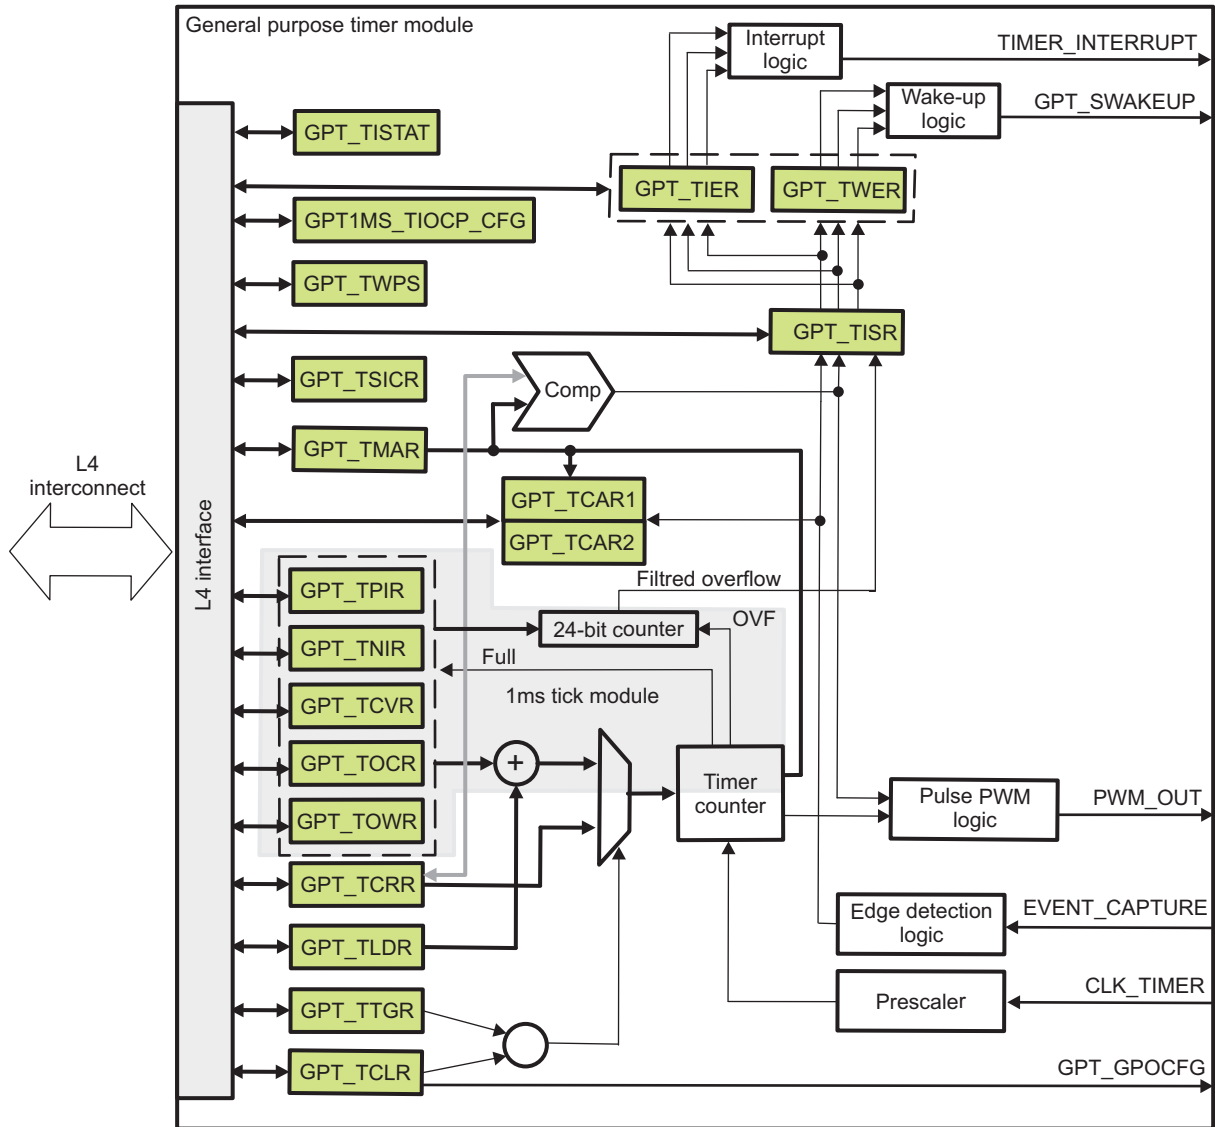 General purpose timer module
Interrupt
logic
TIMER_INTERRUPT
Wake-up
logic
GPT_SWAKEUP
GPT_TISTAT
GPT_TIER
GPT_TWER
GPT1MS_TIOCP_CFG
GPT_TWPS
GPT_TISR
GPT_TSICR
Comp
GPT_TMAR
L4
interconnect
L4 interface
GPT_TCAR1
GPT_TCAR2
GPT_TPIR
Filtred overflow
24-bit counter
OVF
GPT_TNIR
Full
GPT_TCVR
1ms tick module
GPT_TOCR
+
Timer
counter
GPT_TOWR
Pulse PWM
logic
PWM_OUT
GPT_TCRR
Edge detection
logic
EVENT_CAPTURE
GPT_TLDR
GPT_TTGR
Prescaler
CLK_TIMER
GPT_TCLR
GPT_GPOCFG